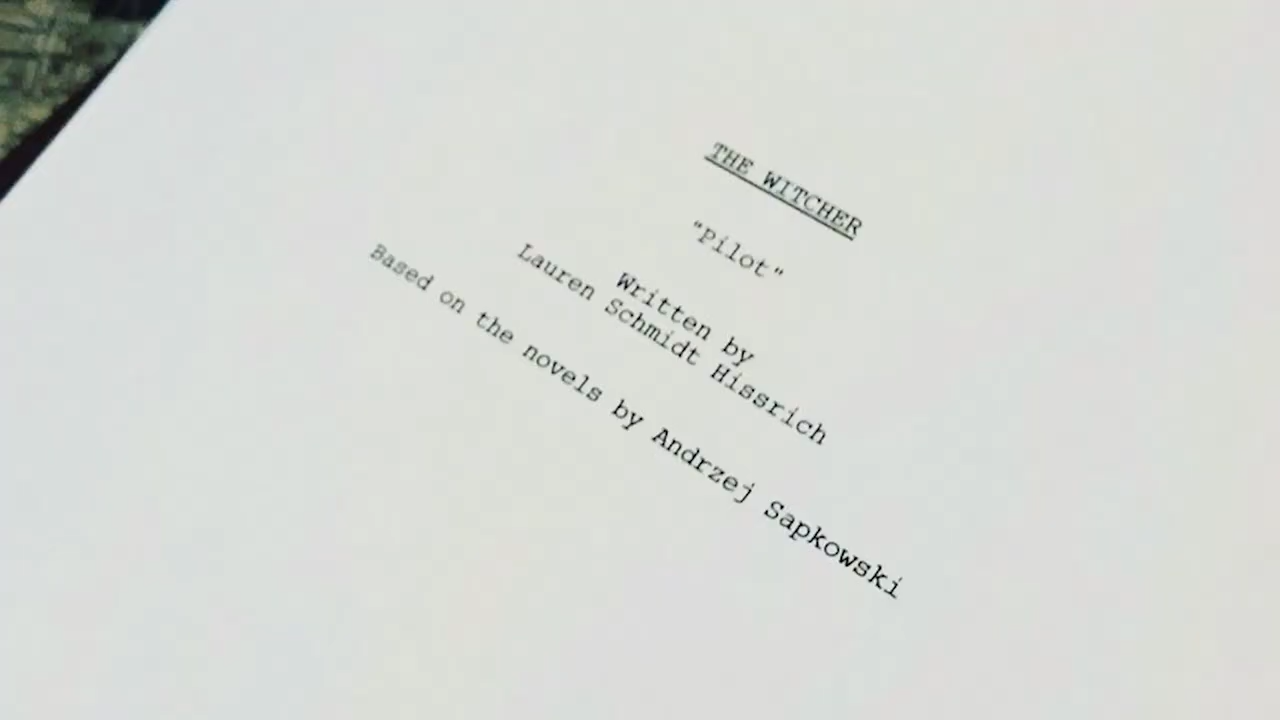 THE WITCHER
"Pilot"
Written by
Lauren Schmidt Hissrich
Based on the novels by Andrzej Sapkowski